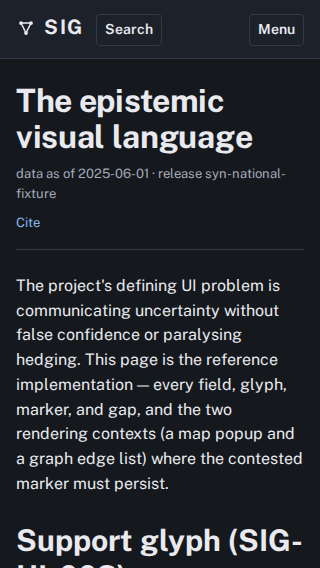 SIG Search Menu
The epistemic
visual language
data as of 2025-06-01 · release syn-national-
fixture
Cite
The project's defining UI problem is
communicating uncertainty without
false confidence or paralysing
hedging. This page is the reference
implementation — every field, glyph,
marker, and gap, and the two
rendering contexts (a map popup and
a graph edge list) where the contested
marker must persist.
Support glyph (SIG-